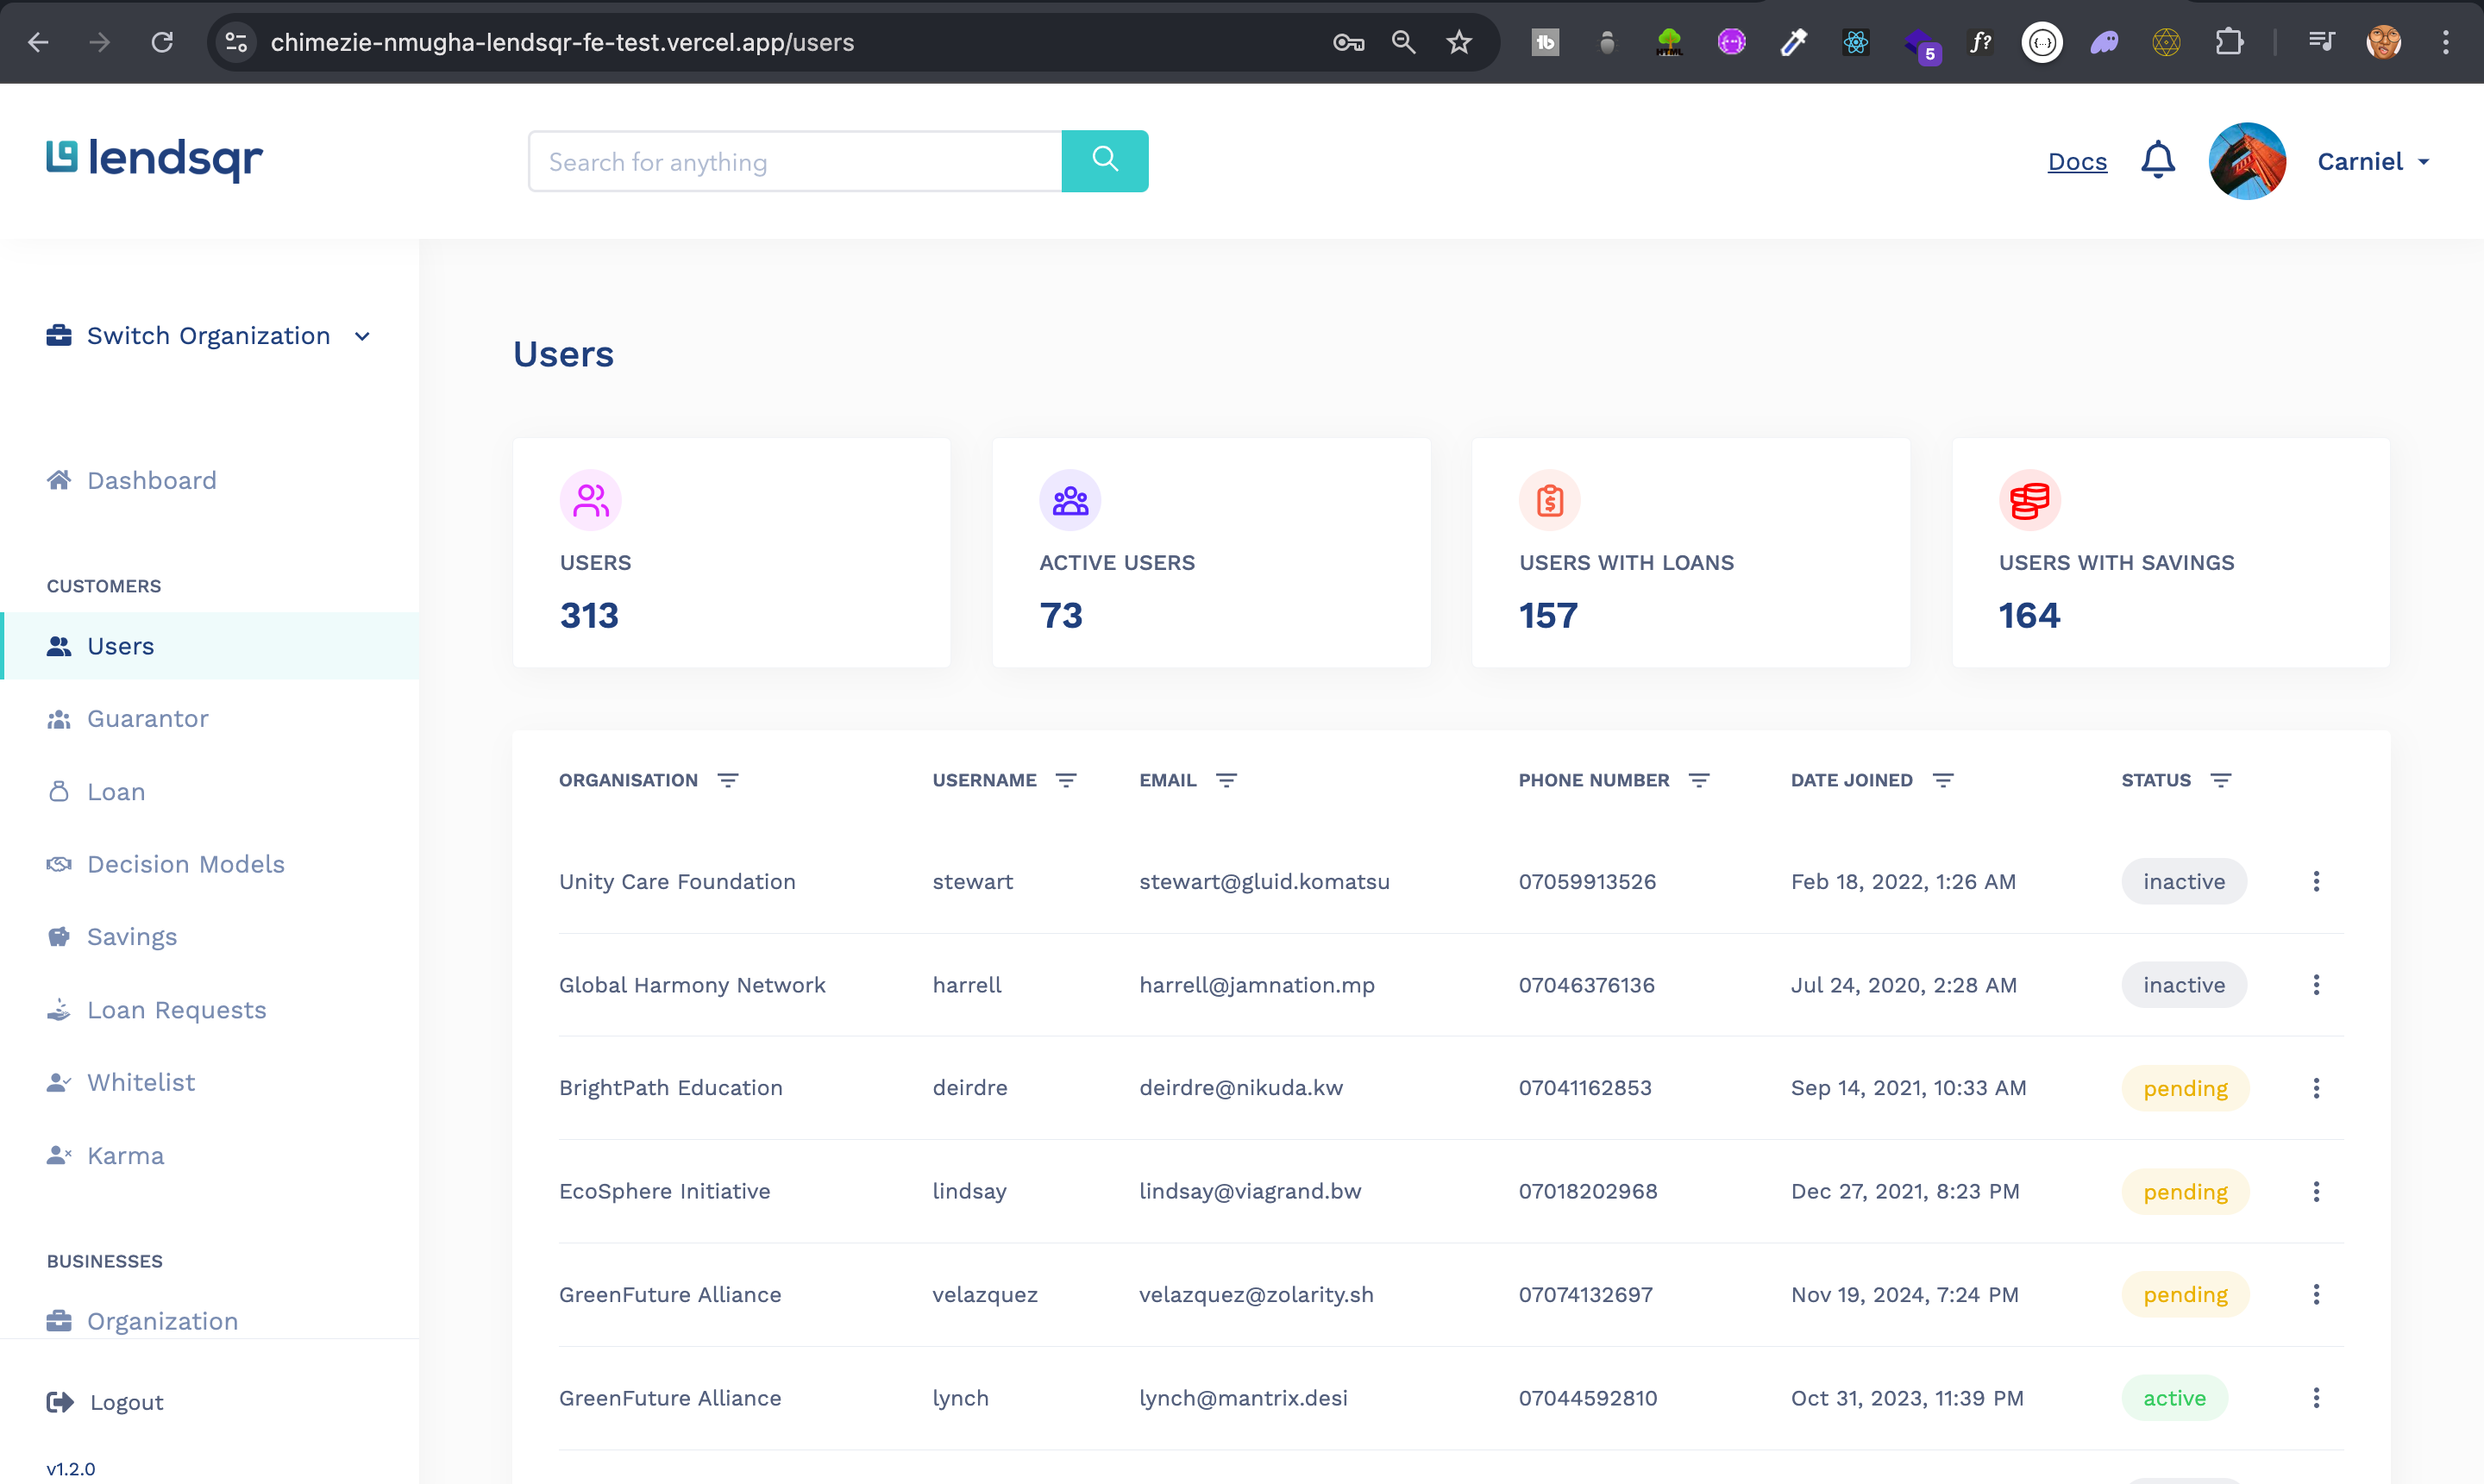 chimezie-nmugha-lendsqr-fe-test.vercel.app/users
tb
HTML
5
f?
{...}
lendsqr
Search for anything
Docs
Carniel
Switch Organization
Dashboard
CUSTOMERS
Users
Guarantor
Loan
Decision Models
Savings
Loan Requests
Whitelist
Karma
BUSINESSES
Organization
Logout
v1.2.0
Users
USERS
313
ACTIVE USERS
73
USERS WITH LOANS
157
USERS WITH SAVINGS
164
ORGANISATION USERNAME EMAIL PHONE NUMBER DATE JOINED STATUS
Unity Care Foundation stewart stewart@gluid.komatsu 07059913526 Feb 18, 2022, 1:26 AM inactive
Global Harmony Network harrell harrell@jamnation.mp 07046376136 Jul 24, 2020, 2:28 AM inactive
BrightPath Education deirdre deirdre@nikuda.kw 07041162853 Sep 14, 2021, 10:33 AM pending
EcoSphere Initiative lindsay lindsay@viagrand.bw 07018202968 Dec 27, 2021, 8:23 PM pending
GreenFuture Alliance velazquez velazquez@zolarity.sh 07074132697 Nov 19, 2024, 7:24 PM pending
GreenFuture Alliance lynch lynch@mantrix.desi 07044592810 Oct 31, 2023, 11:39 PM active